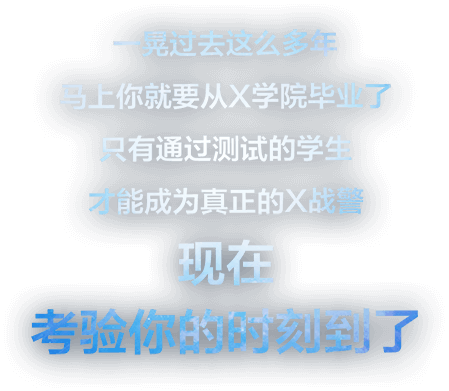 一晃过去这么多年
马上你就要从X学院毕业了
只有通过测试的学生
才能成为真正的X战警
现在
考验你的时刻到了